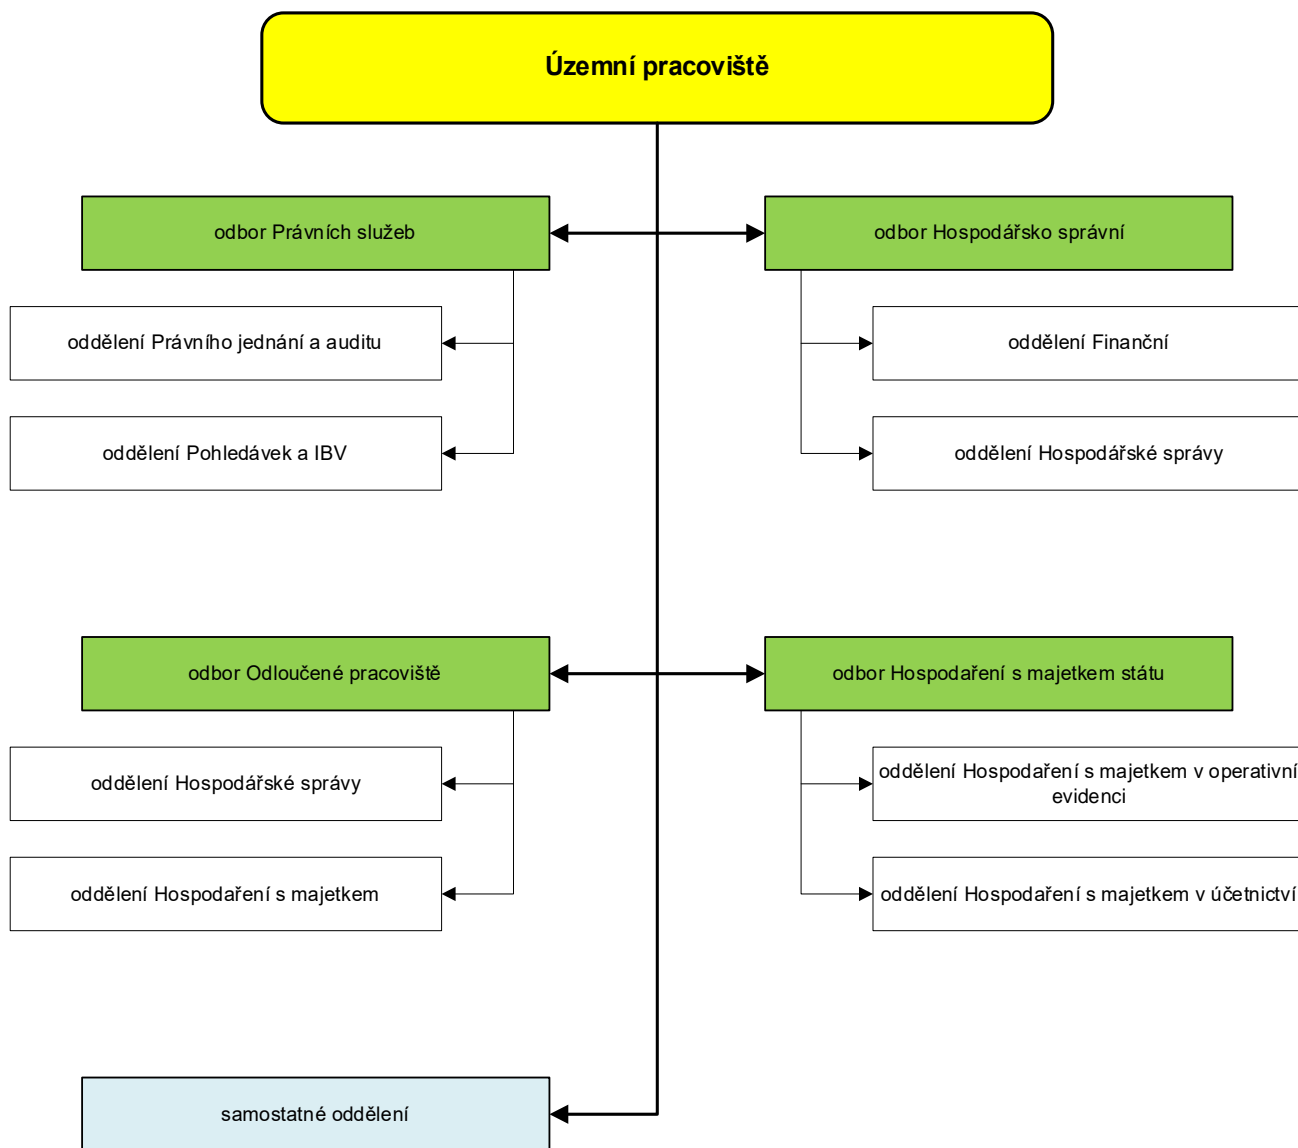 Územní pracoviště
odbor Právních služeb
odbor Hospodářsko správní
oddělení Právního jednání a auditu
oddělení Finanční
oddělení Pohledávek a IBV
oddělení Hospodářské správy
odbor Odloučené pracoviště
odbor Hospodaření s majetkem státu
oddělení Hospodářské správy
oddělení Hospodaření s majetkem v operativní
evidenci
oddělení Hospodaření s majetkem
oddělení Hospodaření s majetkem v účetnictví
samostatné oddělení